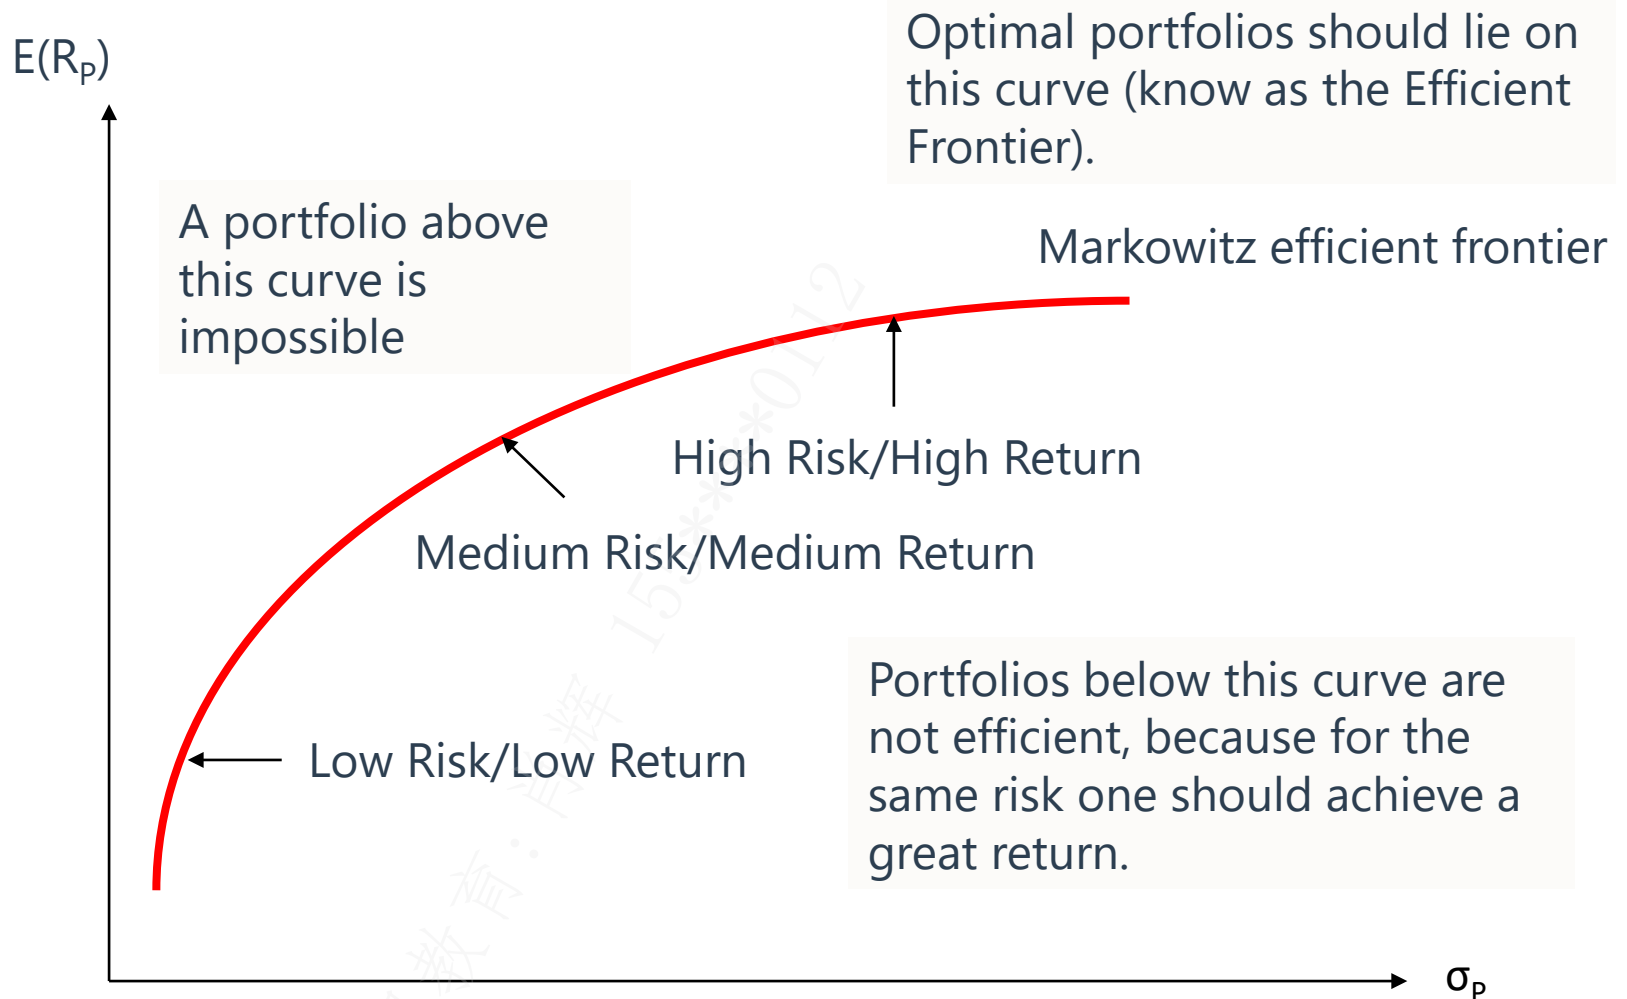 E(R_P)
Optimal portfolios should lie on
this curve (know as the Efficient
Frontier).
A portfolio above
this curve is
impossible
Markowitz efficient frontier
High Risk/High Return
Medium Risk/Medium Return
Low Risk/Low Return
Portfolios below this curve are
not efficient, because for the
same risk one should achieve a
great return.
σ_P